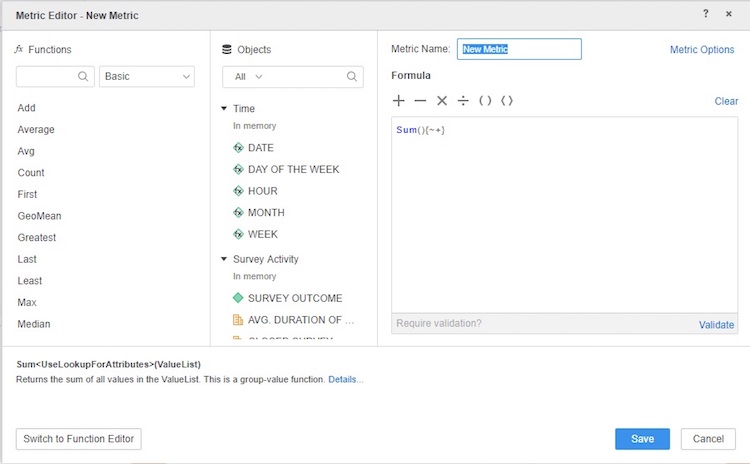 Metric Editor - New Metric
? ×
fx Functions
Basic
Add
Average
Avg
Count
First
GeoMean
Greatest
Last
Least
Max
Median
Objects
All
Time
In memory
DATE
DAY OF THE WEEK
HOUR
MONTH
WEEK
Survey Activity
In memory
SURVEY OUTCOME
AVG. DURATION OF ...
Metric Name: New Metric
Metric Options
Formula
+ − × ÷ ( ) { }
Clear
Sum(){~+}
Require validation?
Validate
Sum<UseLookupForAttributes>(ValueList)
Returns the sum of all values in the ValueList. This is a group-value function. Details...
Switch to Function Editor
Save
Cancel